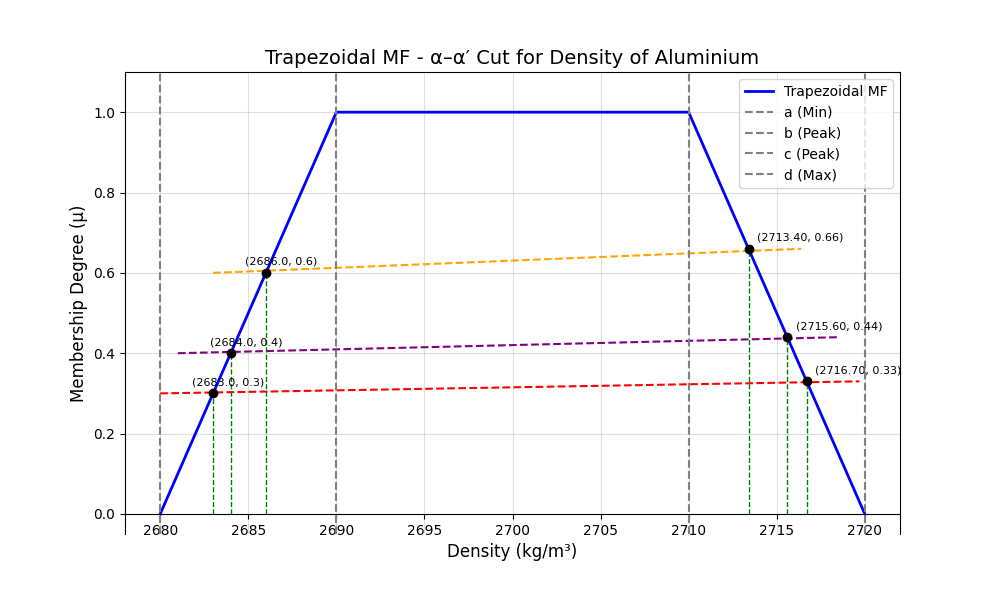 Trapezoidal MF - α–α′ Cut for Density of Aluminium
Membership Degree (μ)
1.0
0.8
0.6
0.4
0.2
0.0
Trapezoidal MF
a (Min)
b (Peak)
c (Peak)
d (Max)
(2713.40, 0.66)
(2686.0, 0.6)
(2715.60, 0.44)
(2684.0, 0.4)
(2716.70, 0.33)
(2683.0, 0.3)
2680 2685 2690 2695 2700 2705 2710 2715 2720
Density (kg/m³)